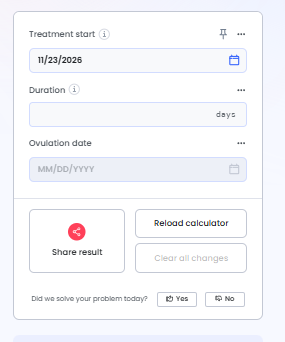 Treatment start
11/23/2026
Duration
days
Ovulation date
MM/DD/YYYY
Share result
Reload calculator
Clear all changes
Did we solve your problem today?
Yes
No